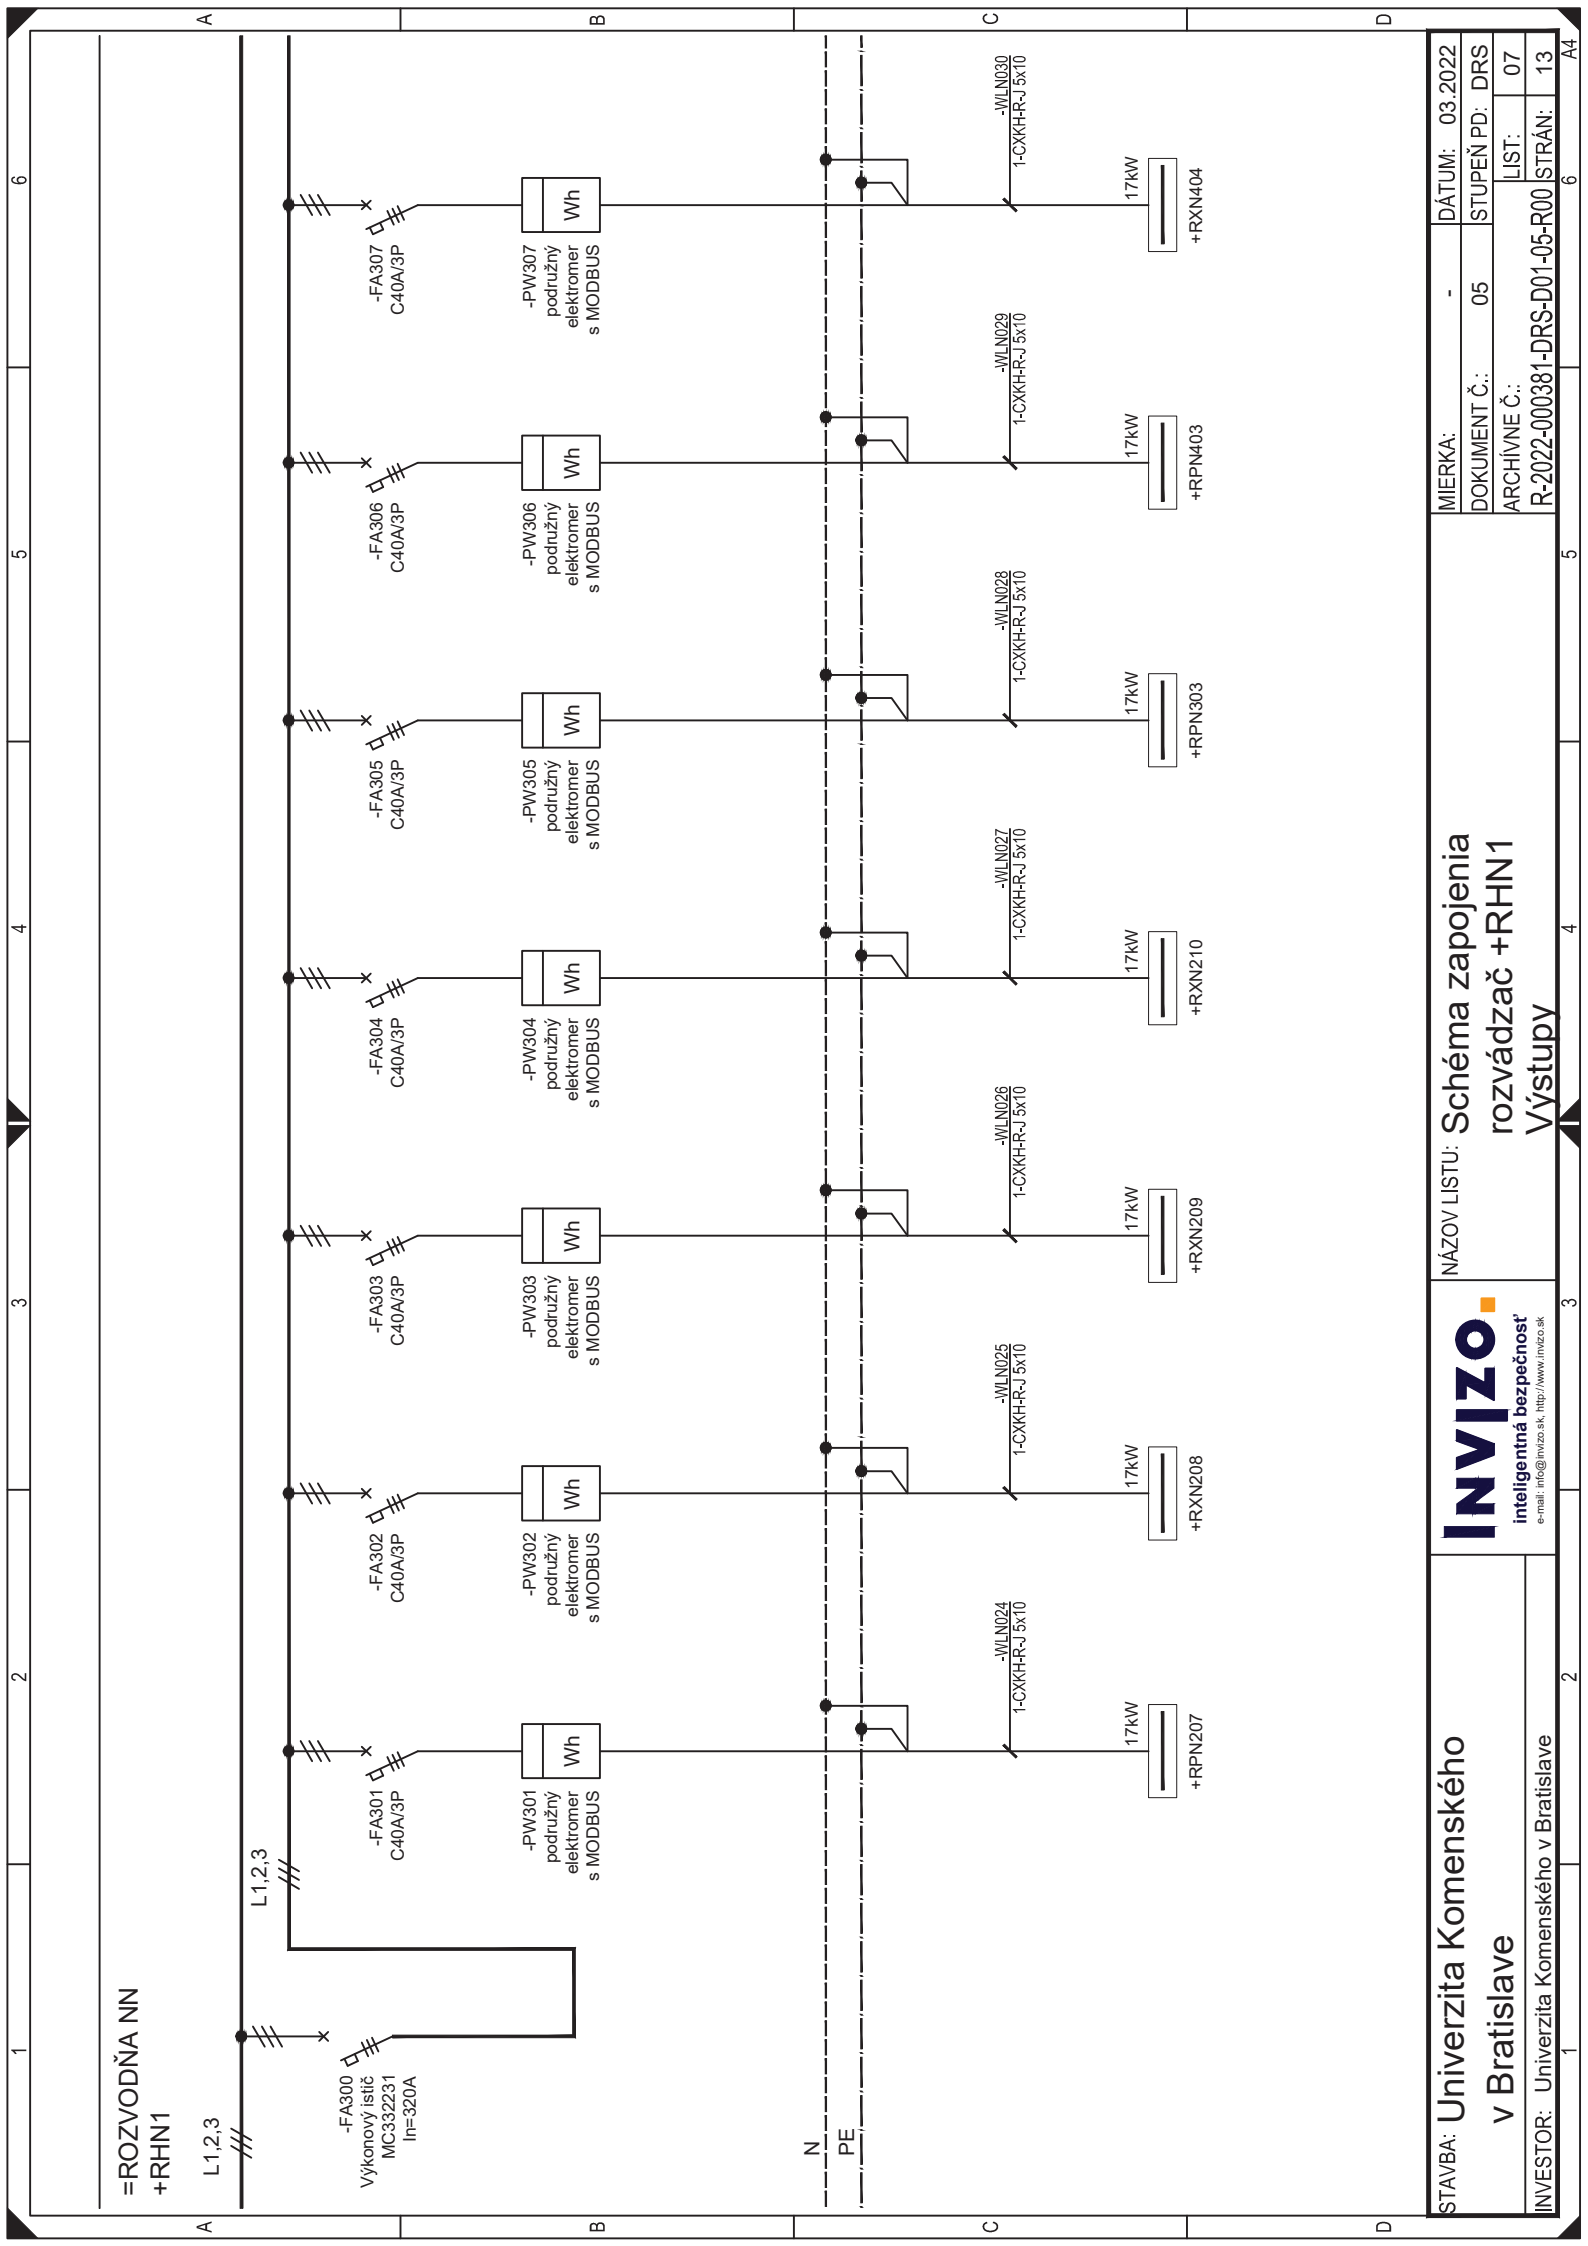 1
2
3
4
5
6
A
B
C
D
=ROZVODŇA NN
+RHN1
L1,2,3
L1,2,3
-FA300
Výkonový istič
MC332231
In=320A
-FA301
C40A/3P
-FA302
C40A/3P
-FA303
C40A/3P
-FA304
C40A/3P
-FA305
C40A/3P
-FA306
C40A/3P
-FA307
C40A/3P
Wh
-PW301
podružný
elektromer
s MODBUS
Wh
-PW302
podružný
elektromer
s MODBUS
Wh
-PW303
podružný
elektromer
s MODBUS
Wh
-PW304
podružný
elektromer
s MODBUS
Wh
-PW305
podružný
elektromer
s MODBUS
Wh
-PW306
podružný
elektromer
s MODBUS
Wh
-PW307
podružný
elektromer
s MODBUS
N
PE
-WLN024
1-CXKH-R-J 5x10
-WLN025
1-CXKH-R-J 5x10
-WLN026
1-CXKH-R-J 5x10
-WLN027
1-CXKH-R-J 5x10
-WLN028
1-CXKH-R-J 5x10
-WLN029
1-CXKH-R-J 5x10
-WLN030
1-CXKH-R-J 5x10
17kW
+RPN207
17kW
+RXN208
17kW
+RXN209
17kW
+RXN210
17kW
+RPN303
17kW
+RPN403
17kW
+RXN404
A
B
C
D
STAVBA: Univerzita Komenského
v Bratislave
INVESTOR: Univerzita Komenského v Bratislave
INVIZO
inteligentná bezpečnosť
e-mail: info@invizo.sk, http://www.invizo.sk
NÁZOV LISTU: Schéma zapojenia
rozvádzač +RHN1
Výstupy
MIERKA: -
DÁTUM: 03.2022
DOKUMENT Č.: 05
STUPEŇ PD: DRS
ARCHÍVNE Č.:
R-2022-000381-DRS-D01-05-R00
LIST: 07
STRÁN: 13
1
2
3
4
5
6
A4